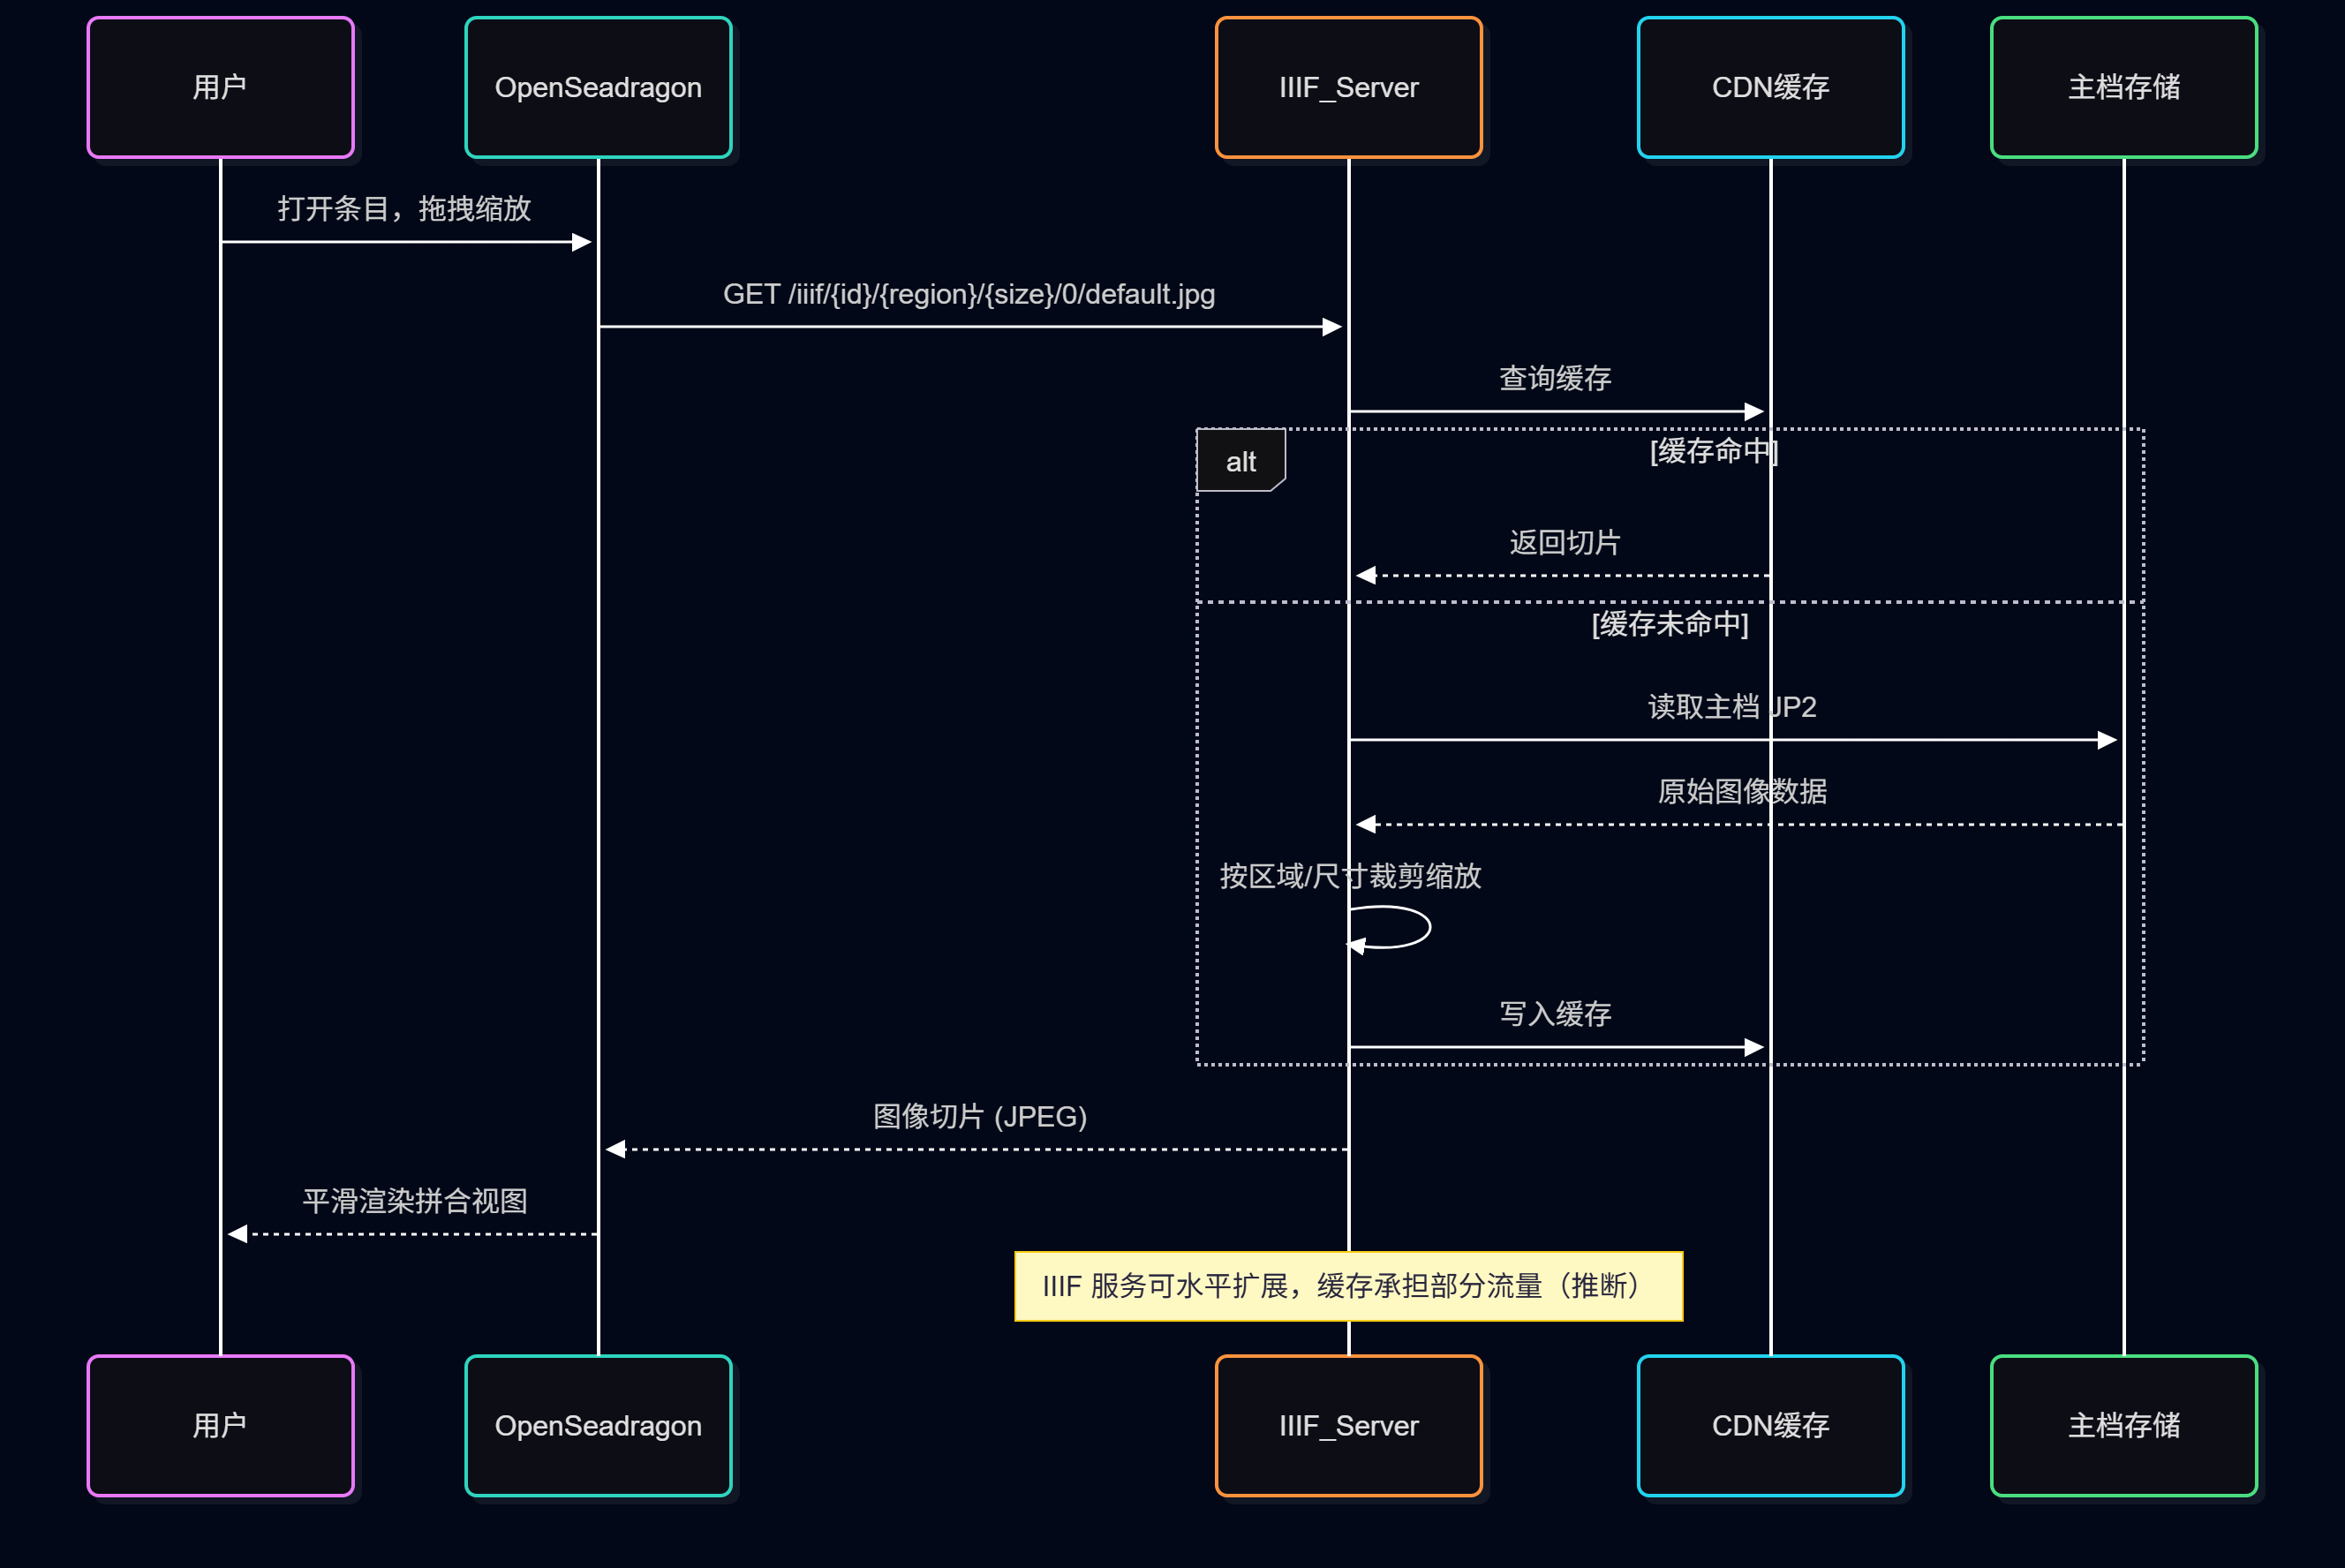 用户
OpenSeadragon
IIIF_Server
CDN缓存
主档存储
打开条目，拖拽缩放
GET /iiif/{id}/{region}/{size}/0/default.jpg
查询缓存
alt
[缓存命中]
返回切片
[缓存未命中]
读取主档 JP2
原始图像数据
按区域/尺寸裁剪缩放
写入缓存
图像切片 (JPEG)
平滑渲染拼合视图
IIIF 服务可水平扩展，缓存承担部分流量（推断）
用户
OpenSeadragon
IIIF_Server
CDN缓存
主档存储